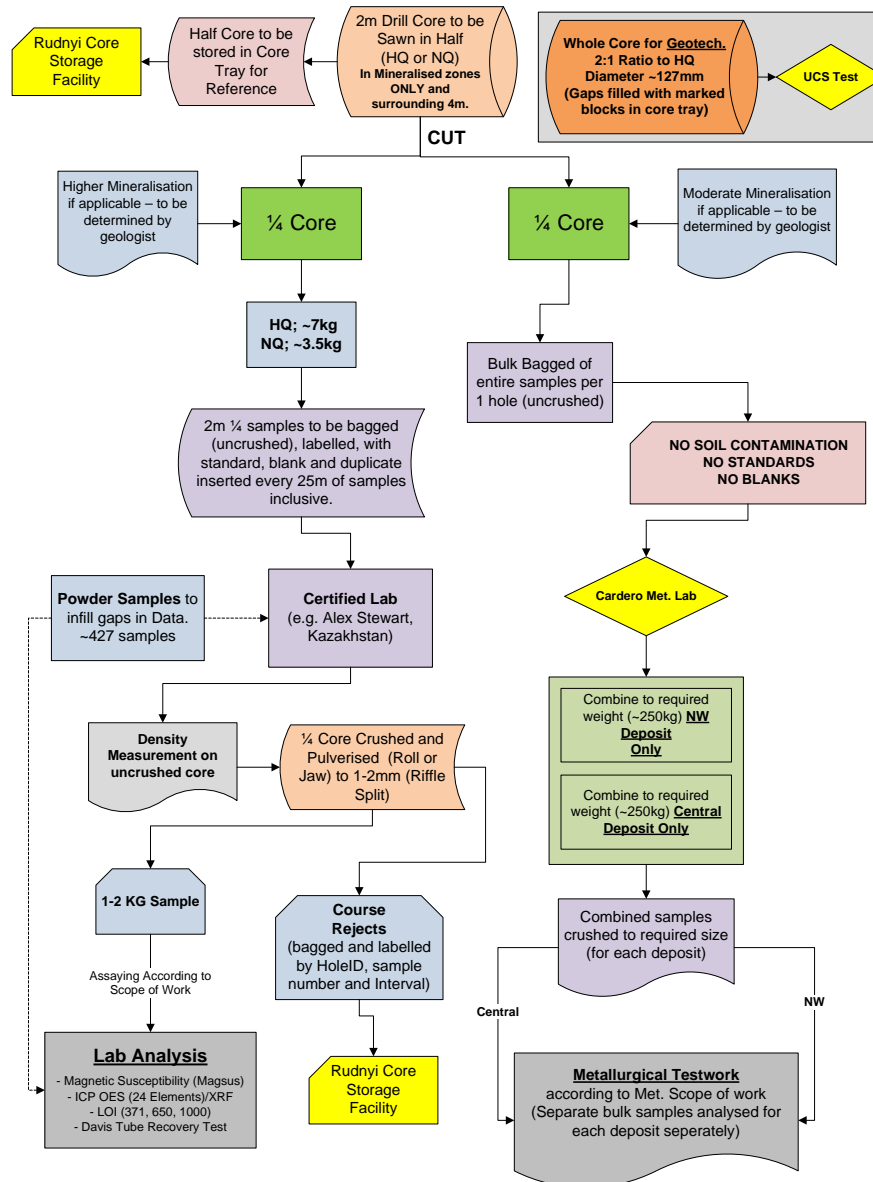 Rudnyi Core
Storage
Facility
Half Core to be
stored in Core
Tray for
Reference
2m Drill Core to be
Sawn in Half
(HQ or NQ)
In Mineralised zones
ONLY and
surrounding 4m.
Whole Core for Geotech.
2:1 Ratio to HQ
Diameter ~127mm
(Gaps filled with marked
blocks in core tray)
UCS Test
CUT
Higher Mineralisation
if applicable – to be
determined by
geologist
¼ Core
¼ Core
Moderate Mineralisation
if applicable – to be
determined by geologist
HQ; ~7kg
NQ; ~3.5kg
Bulk Bagged of
entire samples per
1 hole (uncrushed)
2m ¼ samples to be bagged
(uncrushed), labelled, with
standard, blank and duplicate
inserted every 25m of samples
inclusive.
NO SOIL CONTAMINATION
NO STANDARDS
NO BLANKS
Powder Samples to
infill gaps in Data.
~427 samples
Certified Lab
(e.g. Alex Stewart,
Kazakhstan)
Cardero Met. Lab
Density
Measurement on
uncrushed core
¼ Core Crushed and
Pulverised (Roll or
Jaw) to 1-2mm (Riffle
Split)
Combine to required
weight (~250kg) NW
Deposit
Only
Combine to required
weight (~250kg) Central
Deposit Only
1-2 KG Sample
Course
Rejects
(bagged and labelled
by HoleID, sample
number and Interval)
Combined samples
crushed to required size
(for each deposit)
Assaying According to
Scope of Work
Central
NW
Lab Analysis
- Magnetic Susceptibility (Magsus)
- ICP OES (24 Elements)/XRF
- LOI (371, 650, 1000)
- Davis Tube Recovery Test
Rudnyi Core
Storage
Facility
Metallurgical Testwork
according to Met. Scope of work
(Separate bulk samples analysed for
each deposit seperately)